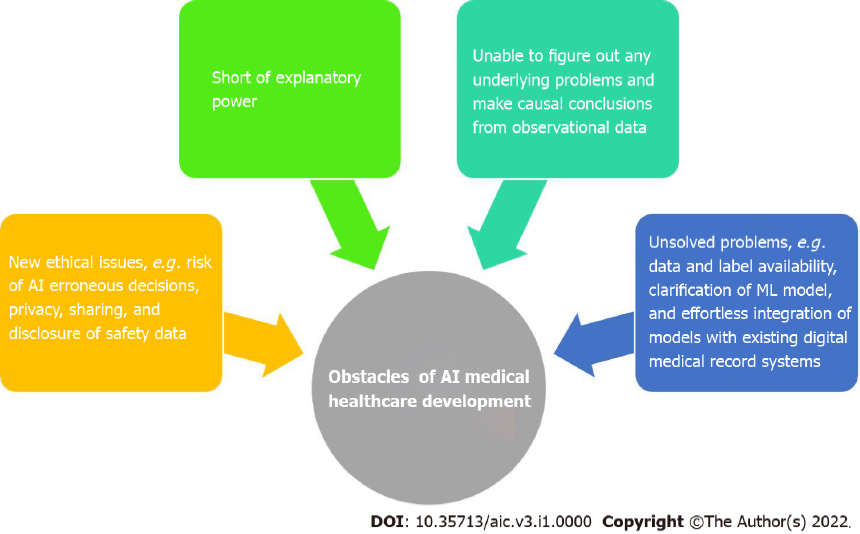 Short of explanatory
power
Unable to figure out any
underlying problems and
make causal conclusions
from observational data
New ethical issues, e.g. risk
of AI erroneous decisions,
privacy, sharing, and
disclosure of safety data
Unsolved problems, e.g.
data and label availability,
clarification of ML model,
and effortless integration of
models with existing digital
medical record systems
Obstacles of AI medical
healthcare development
DOI: 10.35713/aic.v3.i1.0000 Copyright ©The Author(s) 2022.